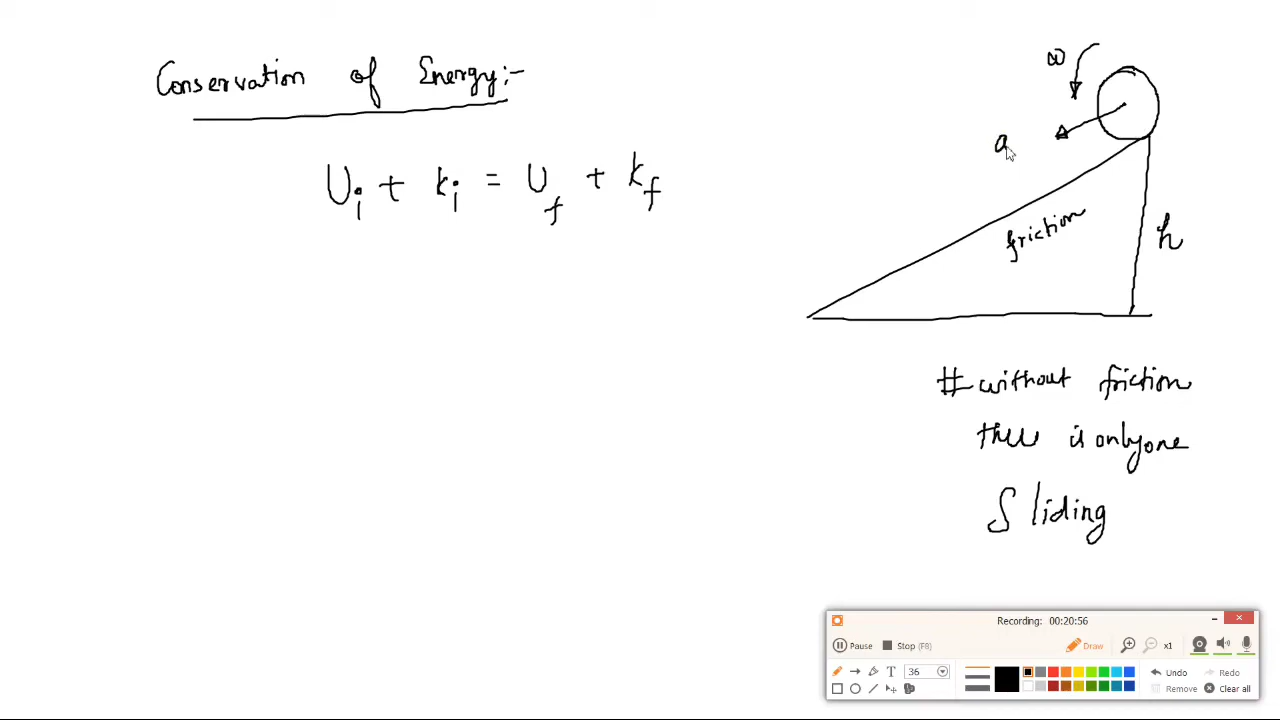 Conservation of Energy:-
Ui + ki = Uf + kf
ω
a
friction
h
# without friction
there is only one
Sliding
Recording: 00:20:56
Pause
Stop (F8)
Draw
x1
T
36
Undo
Redo
Remove
Clear all